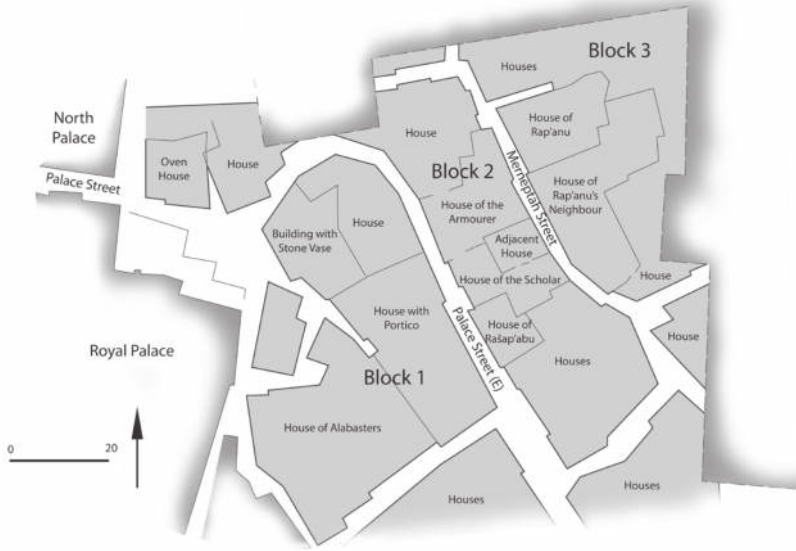 Block 3
Houses
North
Palace
House of
Rap'anu
House
Oven
House
House
Block 2
Merneptan Street
Palace Street
House of
Rap'anu's
Neighbour
House of the
Armourer
House
Building with
Stone Vase
Adjacent
House
House
House of the Scholar
House with
Portico
Palace Street (E)
House of
Rašap'abu
House
Royal Palace
Houses
Block 1
0 20
House of Alabasters
Houses
Houses